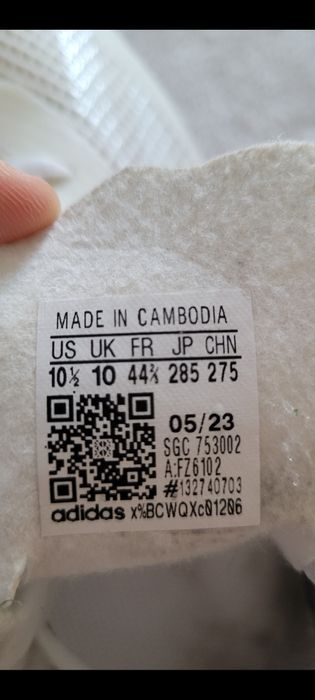 MADE IN CAMBODIA
US UK FR JP CHN
10½ 10 44⅔ 285 275
05/23
SGC 753002
A:FZ6102
#132740703
adidas x%BCWQXc01206